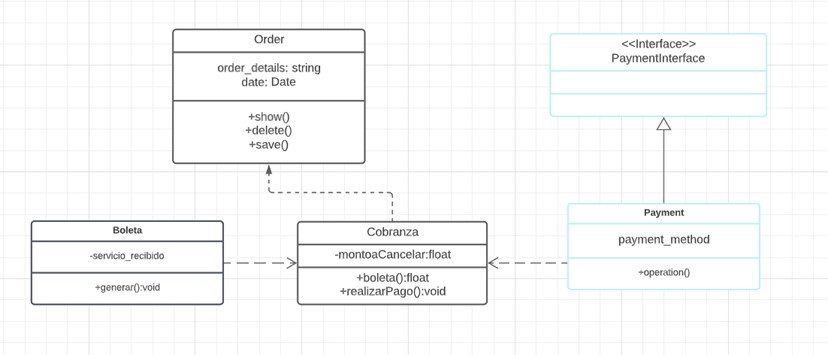 Order
order_details: string
date: Date
+show()
+delete()
+save()
<<Interface>>
PaymentInterface
Boleta
-servicio_recibido
+generar():void
Cobranza
-montoaCancelar:float
+boleta():float
+realizarPago():void
Payment
payment_method
+operation()